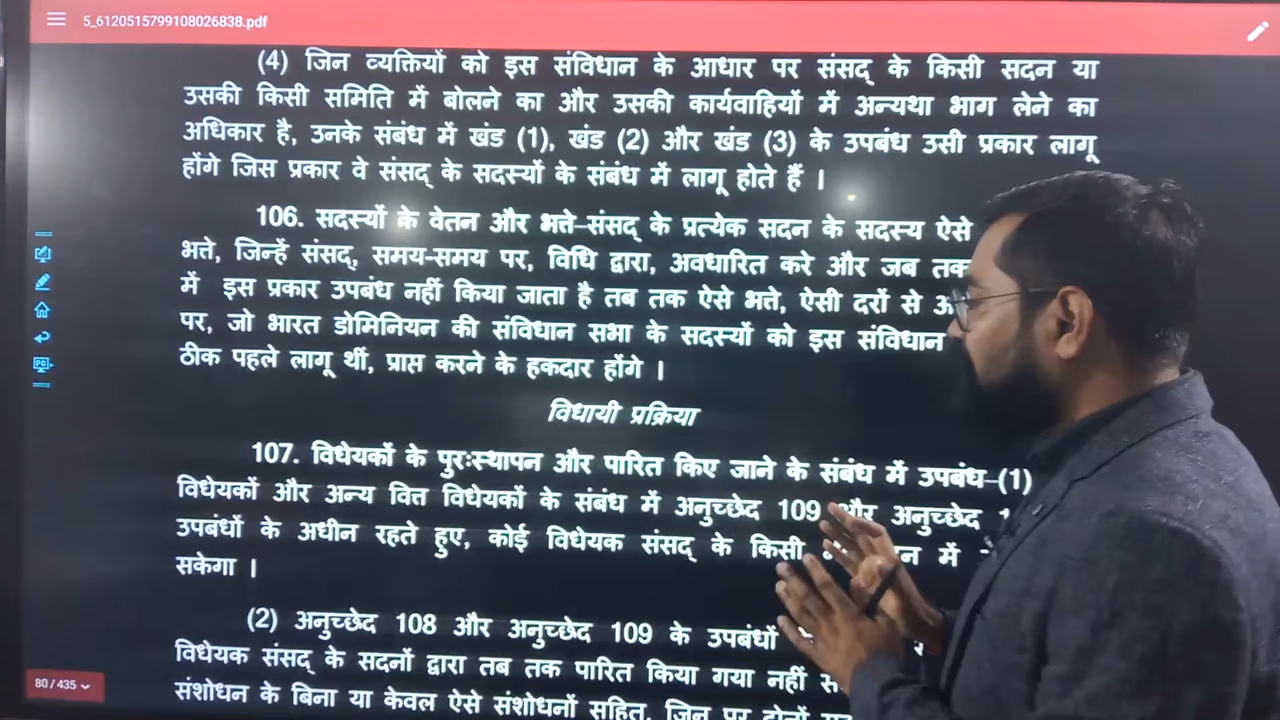 5_6120515799108026838.pdf
(4) जिन व्यक्तियों को इस संविधान के आधार पर संसद् के किसी सदन या
उसकी किसी समिति में बोलने का और उसकी कार्यवाहियों में अन्यथा भाग लेने का
अधिकार है, उनके संबंध में खंड (1), खंड (2) और खंड (3) के उपबंध उसी प्रकार लागू
होंगे जिस प्रकार वे संसद् के सदस्यों के संबंध में लागू होते हैं ।
106. सदस्यों के वेतन और भत्ते–संसद् के प्रत्येक सदन के सदस्य ऐसे
भत्ते, जिन्हें संसद्, समय-समय पर, विधि द्वारा, अवधारित करे और जब तक
में इस प्रकार उपबंध नहीं किया जाता है तब तक ऐसे भत्ते, ऐसी दरों से
पर, जो भारत डोमिनियन की संविधान सभा के सदस्यों को इस संविधान
ठीक पहले लागू थीं, प्राप्त करने के हकदार होंगे ।
विधायी प्रक्रिया
107. विधेयकों के पुरःस्थापन और पारित किए जाने के संबंध में उपबंध–(1)
विधेयकों और अन्य वित्त विधेयकों के संबंध में अनुच्छेद 109 और अनुच्छेद
उपबंधों के अधीन रहते हुए, कोई विधेयक संसद् के किसी में
सकेगा ।
(2) अनुच्छेद 108 और अनुच्छेद 109 के उपबंधों
विधेयक संसद् के सदनों द्वारा तब तक पारित किया गया नहीं
संशोधन के बिना या केवल ऐसे संशोधनों सहित, जिन पर दोनों
80 / 435